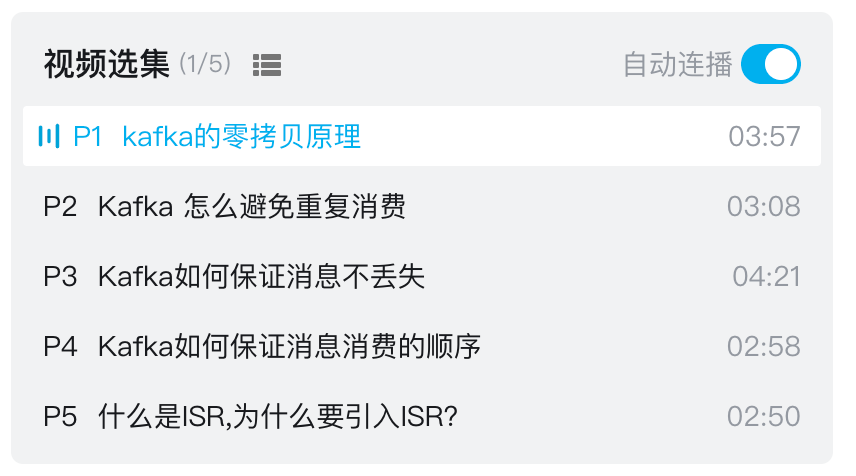 视频选集 (1/5) 自动连播
P1 kafka的零拷贝原理 03:57
P2 Kafka 怎么避免重复消费 03:08
P3 Kafka如何保证消息不丢失 04:21
P4 Kafka如何保证消息消费的顺序 02:58
P5 什么是ISR,为什么要引入ISR? 02:50